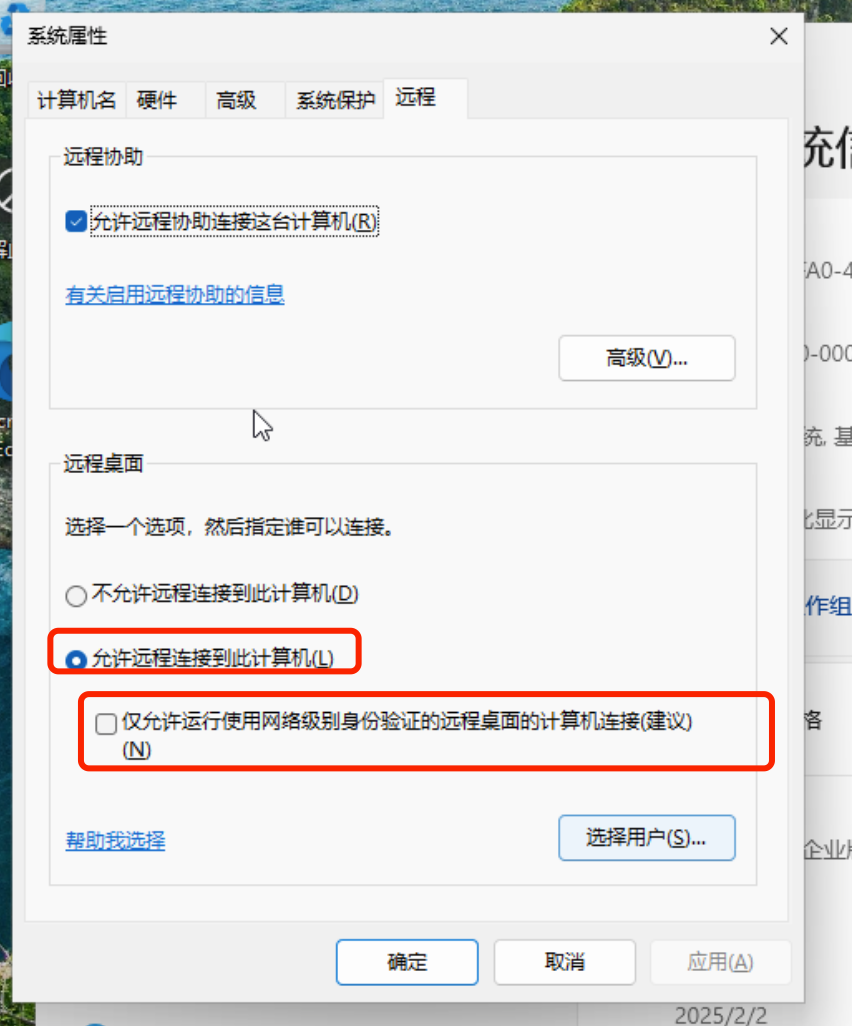 系统属性
计算机名 硬件 高级 系统保护 远程
远程协助
允许远程协助连接这台计算机(R)
有关启用远程协助的信息
高级(V)...
远程桌面
选择一个选项，然后指定谁可以连接。
不允许远程连接到此计算机(D)
允许远程连接到此计算机(L)
仅允许运行使用网络级别身份验证的远程桌面的计算机连接(建议)
(N)
帮助我选择
选择用户(S)...
确定 取消 应用(A)
充
A0-4
0-000
统, 基
显示
作组
格
企业
2025/2/2